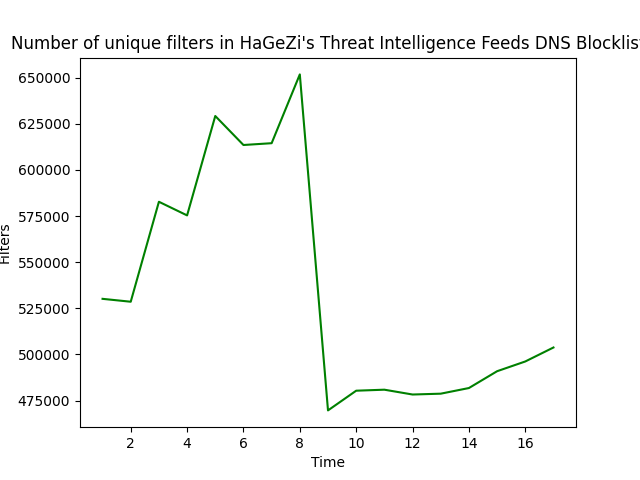 Number of unique filters in HaGeZi's Threat Intelligence Feeds DNS Blocklis
650000
625000
600000
575000
550000
525000
500000
475000
Filters
2 4 6 8 10 12 14 16
Time